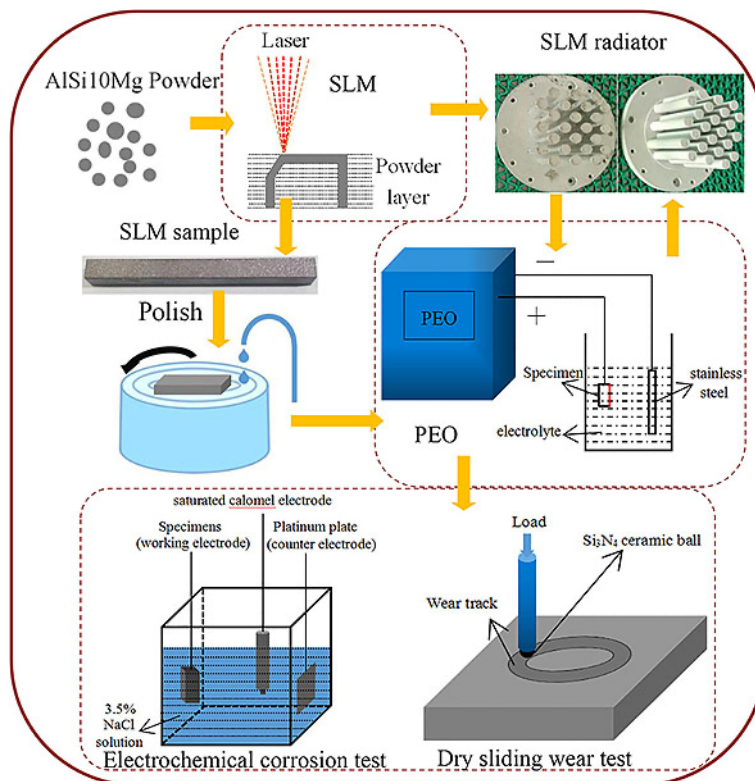 Laser
SLM radiator
AlSi10Mg Powder
SLM
Powder
layer
SLM sample
Polish
−
+
PEO
Specimen
stainless
steel
electrolyte
PEO
saturated calomel electrode
Specimens
(working electrode)
Platinum plate
(counter electrode)
3.5%
NaCl
solution
Electrochemical corrosion test
Load
Si₃N₄ ceramic ball
Wear track
Dry sliding wear test